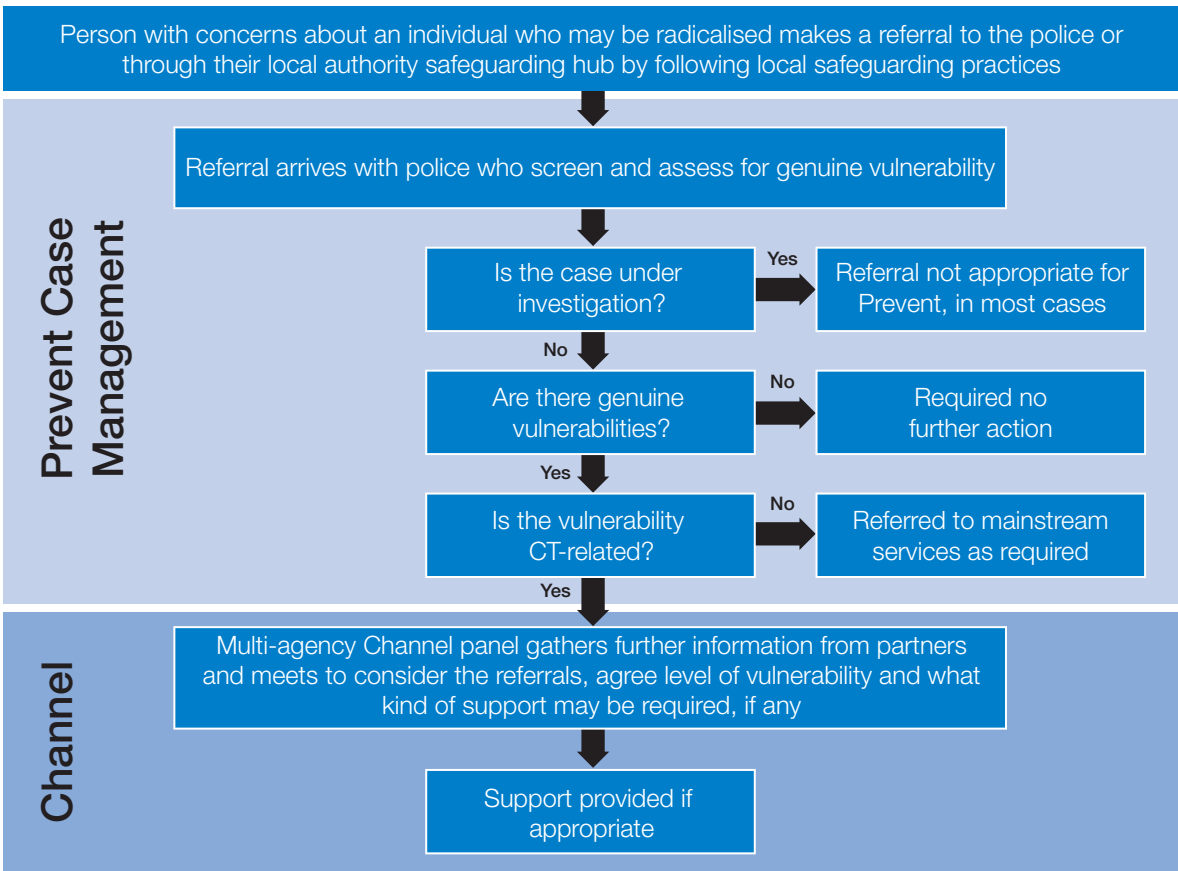 Person with concerns about an individual who may be radicalised makes a referral to the police or
through their local authority safeguarding hub by following local safeguarding practices
Prevent Case
Management
Referral arrives with police who screen and assess for genuine vulnerability
Is the case under
investigation?
Yes
Referral not appropriate for
Prevent, in most cases
No
Are there genuine
vulnerabilities?
No
Required no
further action
Yes
Is the vulnerability
CT-related?
No
Referred to mainstream
services as required
Yes
Channel
Multi-agency Channel panel gathers further information from partners
and meets to consider the referrals, agree level of vulnerability and what
kind of support may be required, if any
Support provided if
appropriate